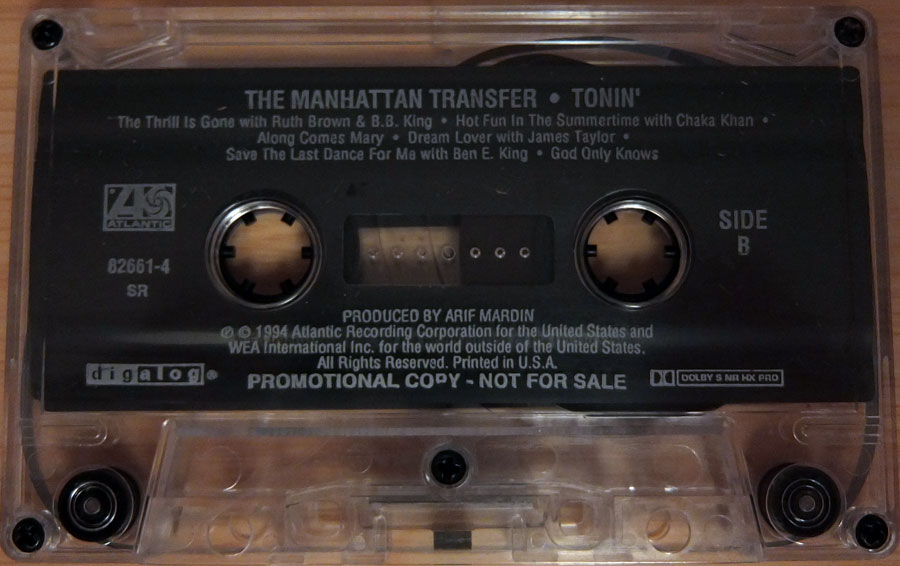 THE MANHATTAN TRANSFER • TONIN'
The Thrill Is Gone with Ruth Brown & B.B. King • Hot Fun In The Summertime with Chaka Khan •
Along Comes Mary • Dream Lover with James Taylor •
Save The Last Dance For Me with Ben E. King • God Only Knows
ATLANTIC
SIDE
B
82661-4
SR
PRODUCED BY ARIF MARDIN
℗ © 1994 Atlantic Recording Corporation for the United States and
WEA International Inc. for the world outside of the United States.
All Rights Reserved. Printed in U.S.A.
digalog®
PROMOTIONAL COPY - NOT FOR SALE
DOLBY S NR HX PRO